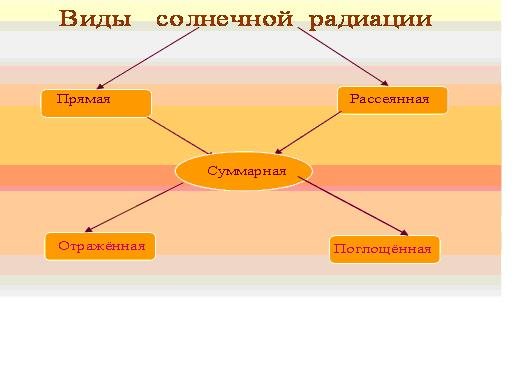 Виды солнечной радиации
Прямая
Рассеянная
Суммарная
Отражённая
Поглощённая